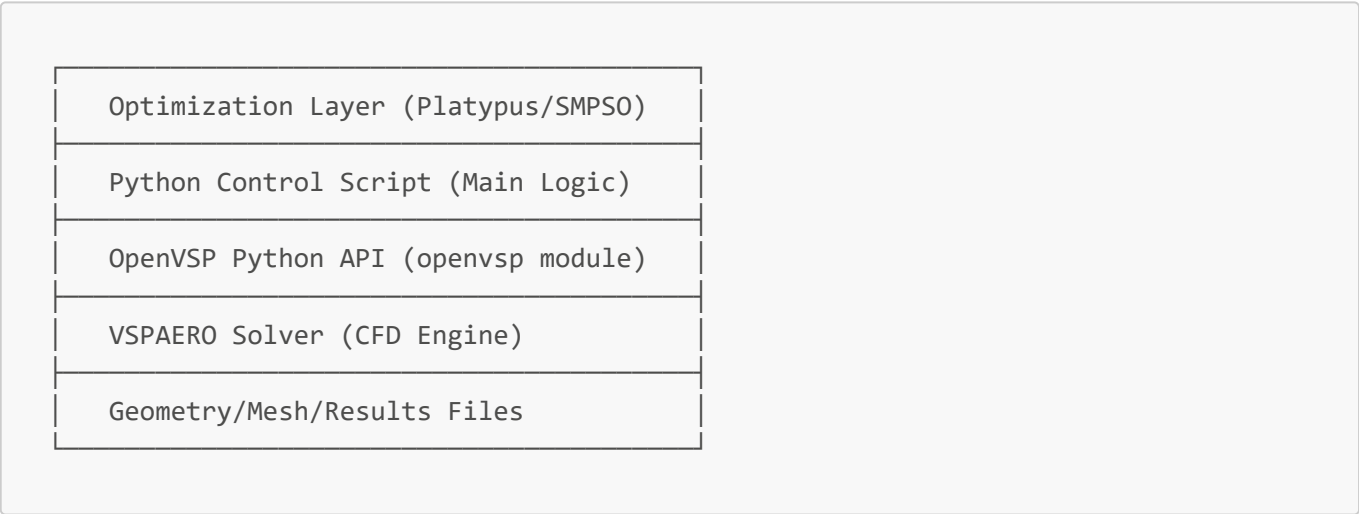 Optimization Layer (Platypus/SMPSO)
Python Control Script (Main Logic)
OpenVSP Python API (openvsp module)
VSPAERO Solver (CFD Engine)
Geometry/Mesh/Results Files